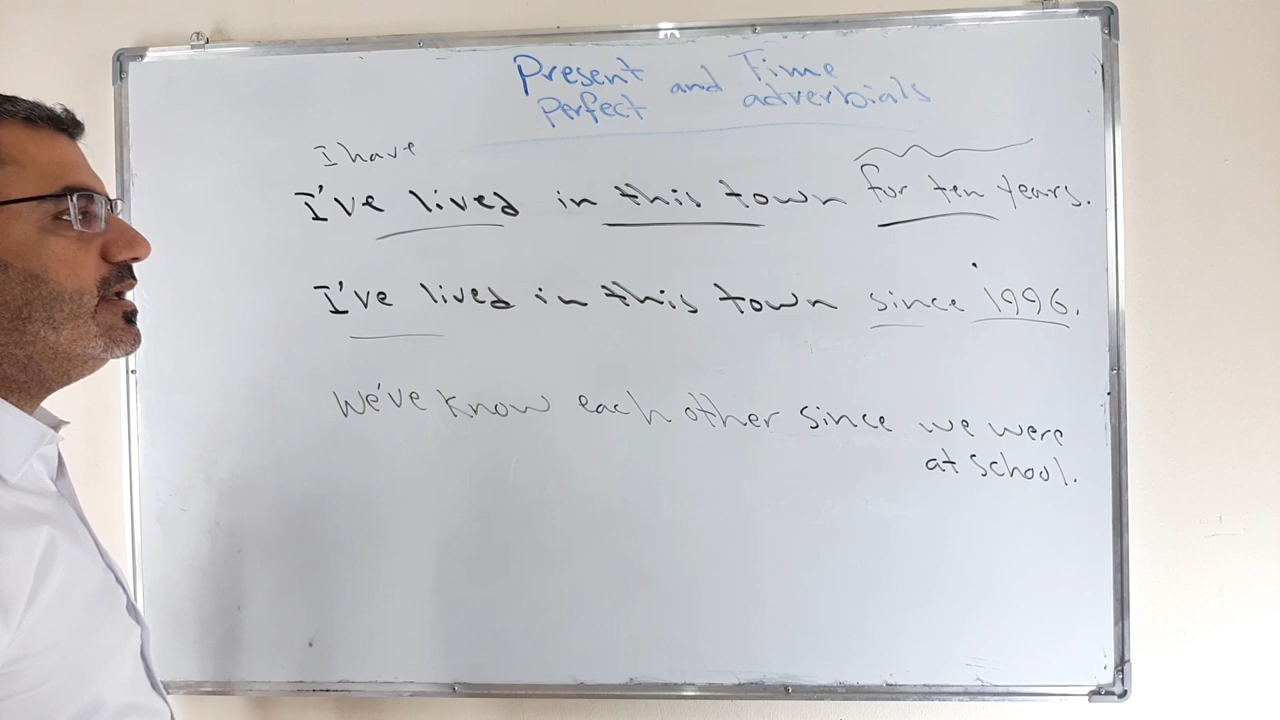 Present and Time
Perfect adverbials
I have
I've lived in this town for ten years.
I've lived in this town since 1996.
We've know each other since we were
at school.